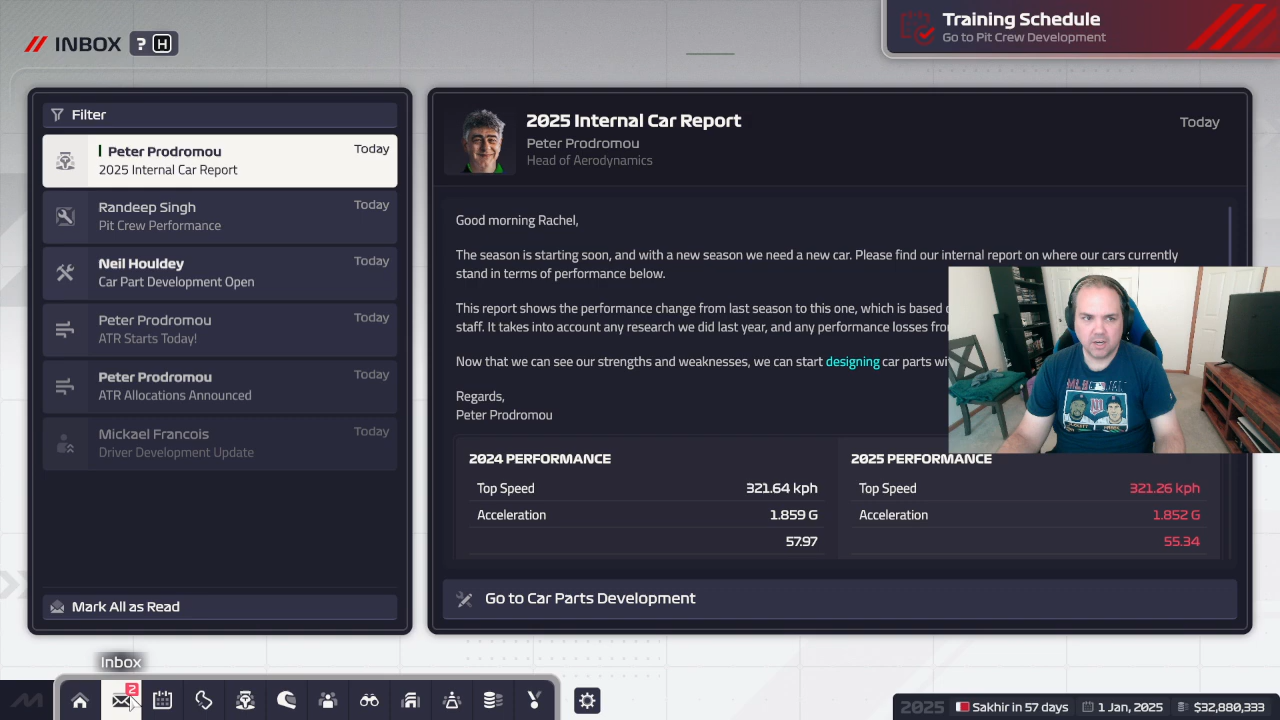 INBOX ? H
Training Schedule
Go to Pit Crew Development
Filter
Peter Prodromou
Today
2025 Internal Car Report
Randeep Singh
Today
Pit Crew Performance
Neil Houldey
Today
Car Part Development Open
Peter Prodromou
Today
ATR Starts Today!
Peter Prodromou
Today
ATR Allocations Announced
Mickael Francois
Today
Driver Development Update
Mark All as Read
2025 Internal Car Report
Today
Peter Prodromou
Head of Aerodynamics
Good morning Rachel,
The season is starting soon, and with a new season we need a new car. Please find our internal report on where our cars currently
stand in terms of performance below.
This report shows the performance change from last season to this one, which is based
staff. It takes into account any research we did last year, and any performance losses
Now that we can see our strengths and weaknesses, we can start designing car parts
Regards,
Peter Prodromou
2024 PERFORMANCE
Top Speed 321.64 kph
Acceleration 1.859 G
57.97
2025 PERFORMANCE
Top Speed 321.26 kph
Acceleration 1.852 G
55.34
Go to Car Parts Development
Inbox
2
2025 Sakhir in 57 days 1 Jan, 2025 $32,880,333